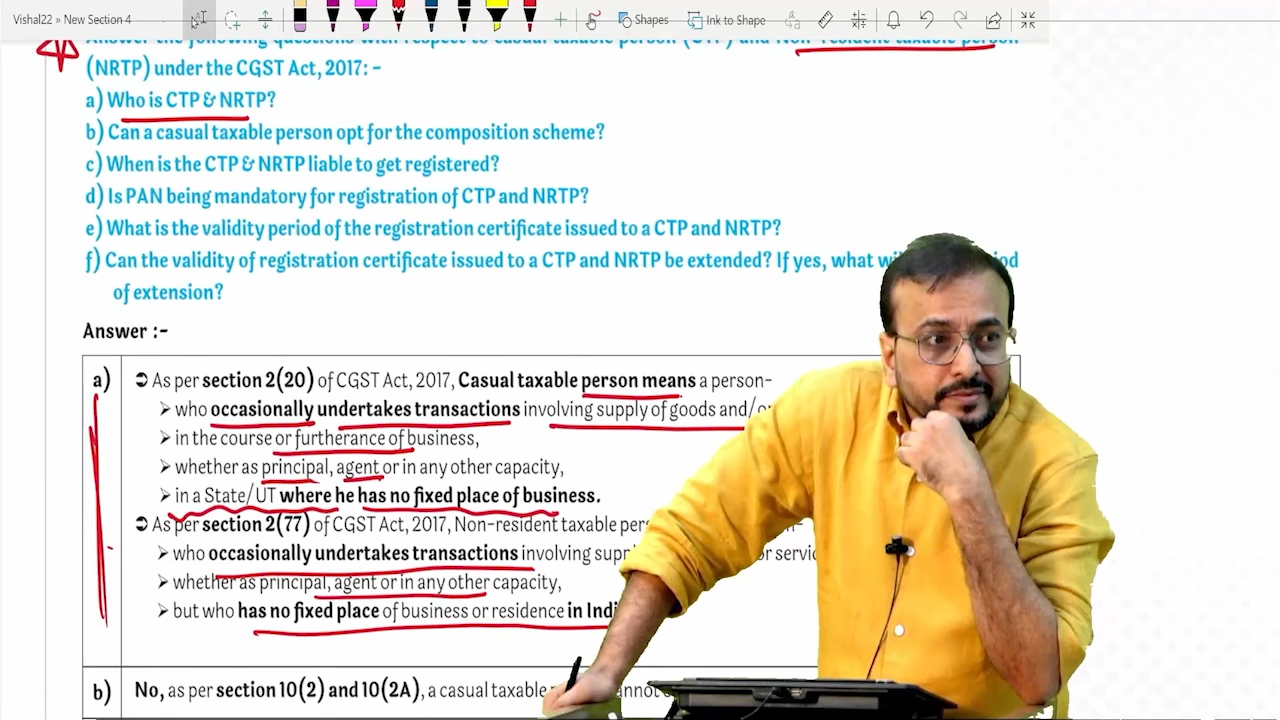 Vishal22 » New Section 4
Shapes
Ink to Shape
Answer the following questions with respect to casual taxable person (CTP) and Non-resident taxable person
(NRTP) under the CGST Act, 2017: -
a) Who is CTP & NRTP?
b) Can a casual taxable person opt for the composition scheme?
c) When is the CTP & NRTP liable to get registered?
d) Is PAN being mandatory for registration of CTP and NRTP?
e) What is the validity period of the registration certificate issued to a CTP and NRTP?
f) Can the validity of registration certificate issued to a CTP and NRTP be extended? If yes, what
of extension?
Answer :-
a) ➲ As per section 2(20) of CGST Act, 2017, Casual taxable person means a person-
➤ who occasionally undertakes transactions involving supply of goods and/or
➤ in the course or furtherance of business,
➤ whether as principal, agent or in any other capacity,
➤ in a State/UT where he has no fixed place of business.
➲ As per section 2(77) of CGST Act, 2017, Non-resident taxable
➤ who occasionally undertakes transactions involving or
➤ whether as principal, agent or in any other capacity,
➤ but who has no fixed place of business or residence in
b) No, as per section 10(2) and 10(2A), a casual taxable